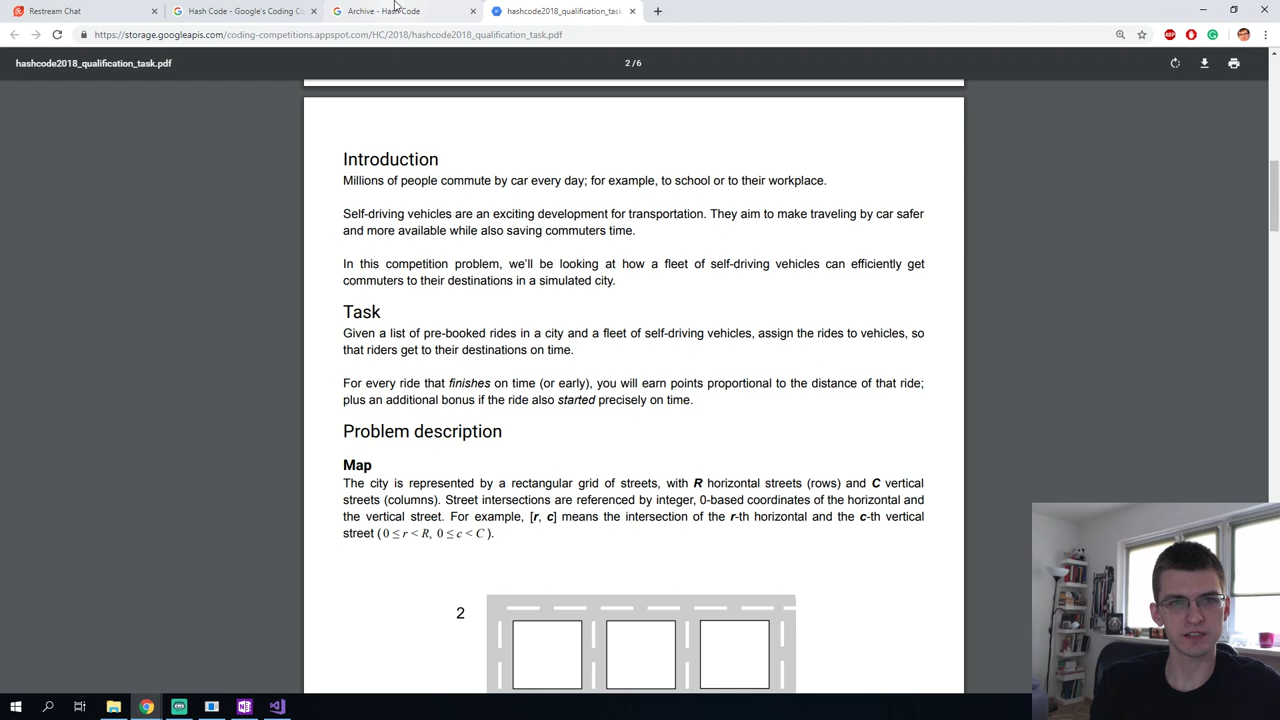 Restream Chat
Hash Code - Google's Coding Co
Archive - Hash Code
hashcode2018_qualification_task
https://storage.googleapis.com/coding-competitions.appspot.com/HC/2018/hashcode2018_qualification_task.pdf
hashcode2018_qualification_task.pdf
2/6
Introduction
Millions of people commute by car every day; for example, to school or to their workplace.
Self-driving vehicles are an exciting development for transportation. They aim to make traveling by car safer
and more available while also saving commuters time.
In this competition problem, we'll be looking at how a fleet of self-driving vehicles can efficiently get
commuters to their destinations in a simulated city.
Task
Given a list of pre-booked rides in a city and a fleet of self-driving vehicles, assign the rides to vehicles, so
that riders get to their destinations on time.
For every ride that finishes on time (or early), you will earn points proportional to the distance of that ride;
plus an additional bonus if the ride also started precisely on time.
Problem description
Map
The city is represented by a rectangular grid of streets, with R horizontal streets (rows) and C vertical
streets (columns). Street intersections are referenced by integer, 0-based coordinates of the horizontal and
the vertical street. For example, [r, c] means the intersection of the r-th horizontal and the c-th vertical
street ( 0 ≤ r < R, 0 ≤ c < C ).
2